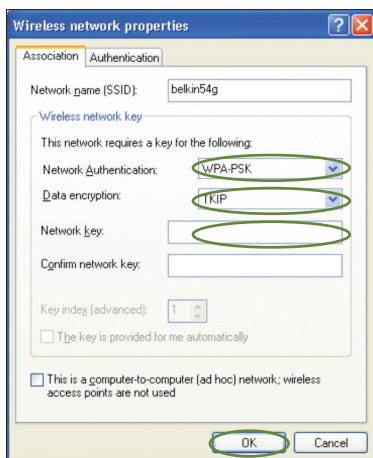 Wireless network properties
Association Authentication
Network name (SSID): belkin54g
Wireless network key
This network requires a key for the following:
Network Authentication: WPA-PSK
Data encryption: TKIP
Network key:
Confirm network key:
Key index (advanced): 1
The key is provided for me automatically
This is a computer-to-computer (ad hoc) network; wireless
access points are not used
OK Cancel